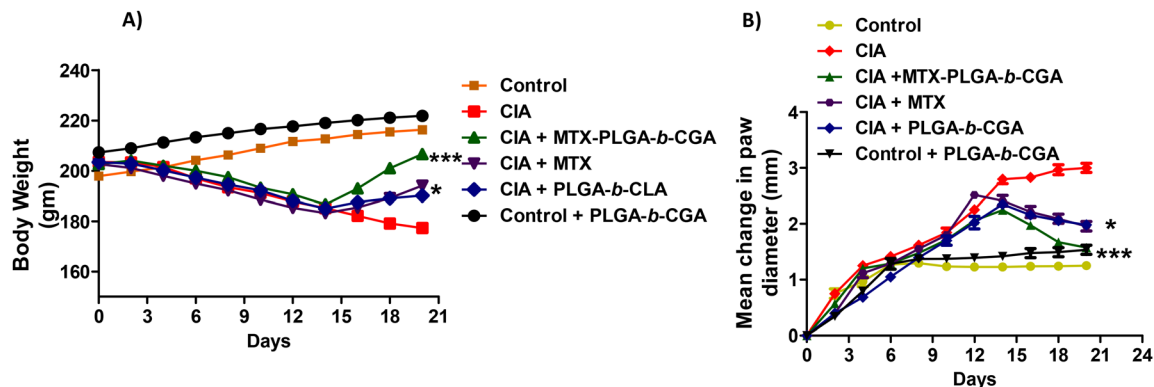 A)
240
220
200
180
160
0 3 6 9 12 15 18 21
Days
Body Weight
(gm)
***
*
Control
CIA
CIA + MTX-PLGA-b-CGA
CIA + MTX
CIA + PLGA-b-CLA
Control + PLGA-b-CGA
B)
Control
CIA
CIA +MTX-PLGA-b-CGA
CIA + MTX
CIA + PLGA-b-CGA
Control + PLGA-b-CGA
4
3
2
1
0
0 3 6 9 12 15 18 21 24
Days
Mean change in paw
diameter (mm)
*
***